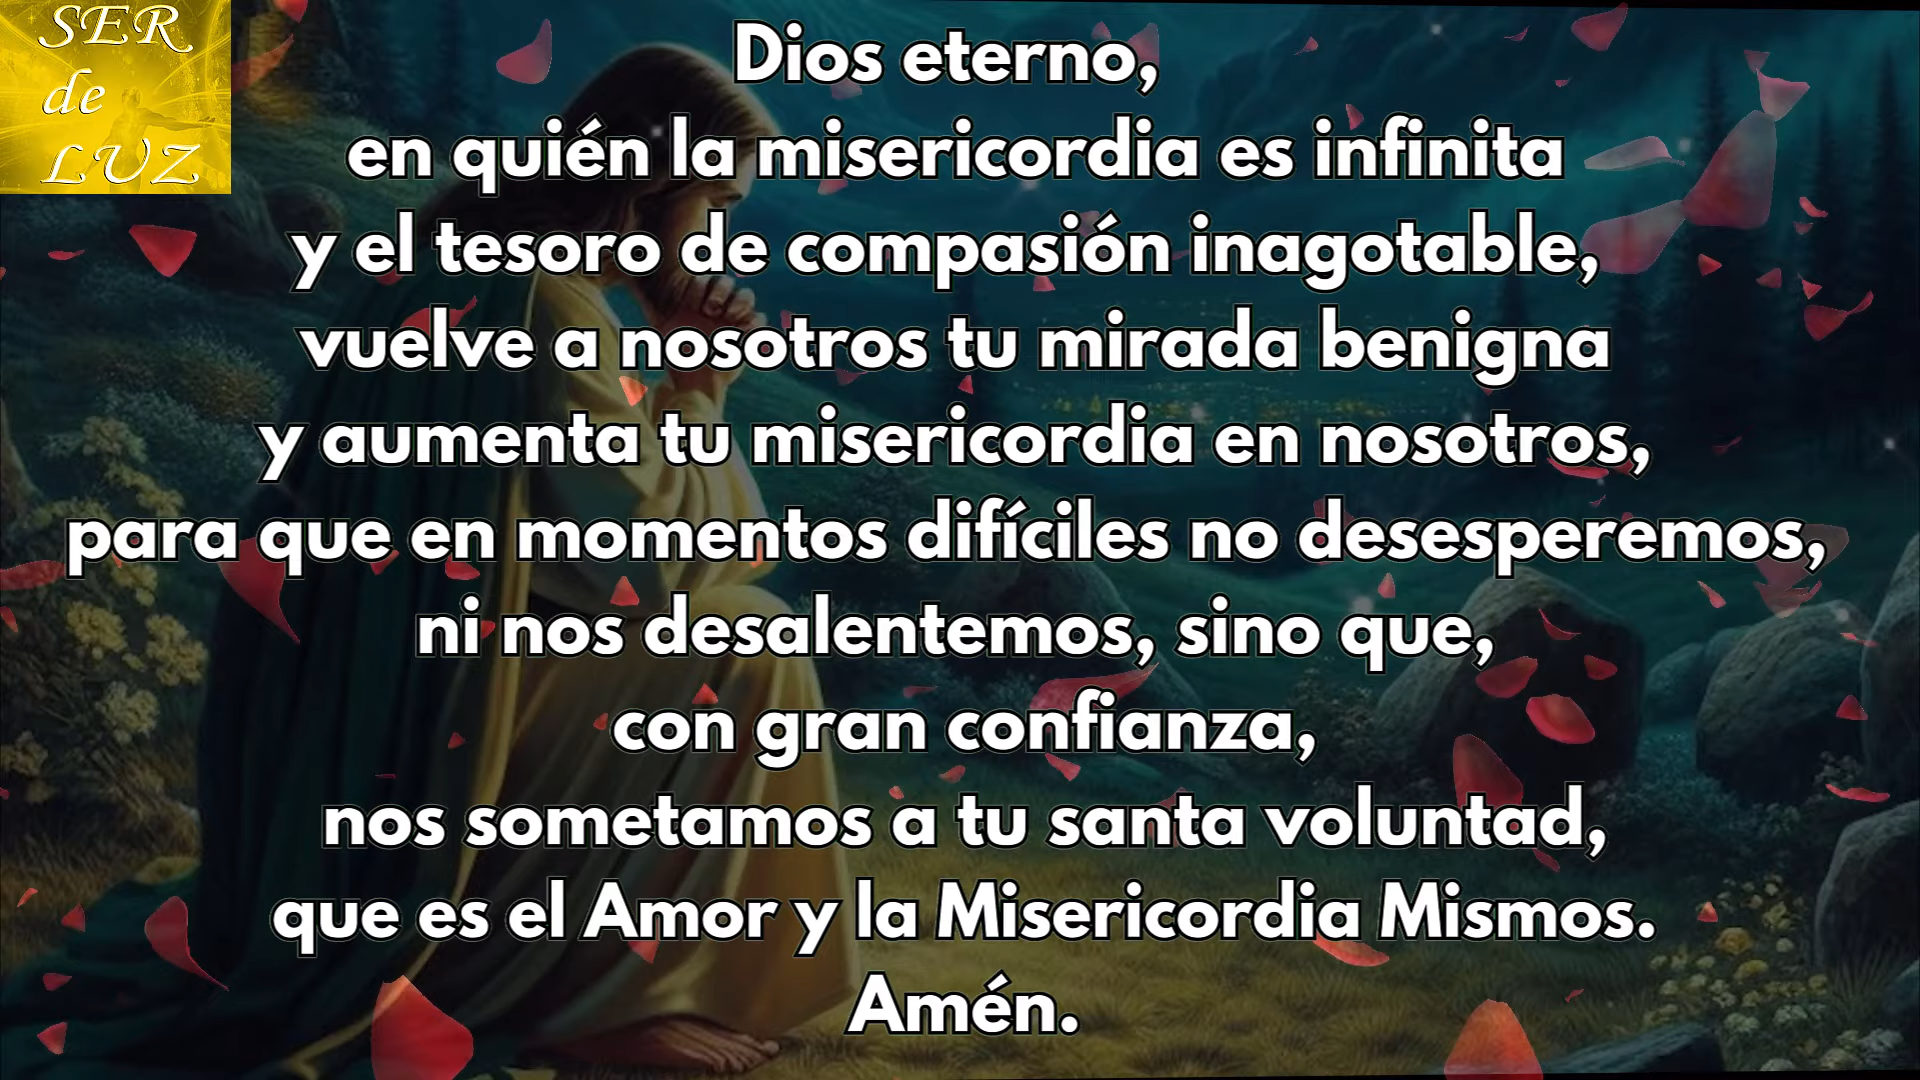 SER
de
LUZ
Dios eterno,
en quién la misericordia es infinita
y el tesoro de compasión inagotable,
vuelve a nosotros tu mirada benigna
y aumenta tu misericordia en nosotros,
para que en momentos difíciles no desesperemos,
ni nos desalentemos, sino que,
con gran confianza,
nos sometamos a tu santa voluntad,
que es el Amor y la Misericordia Mismos.
Amén.